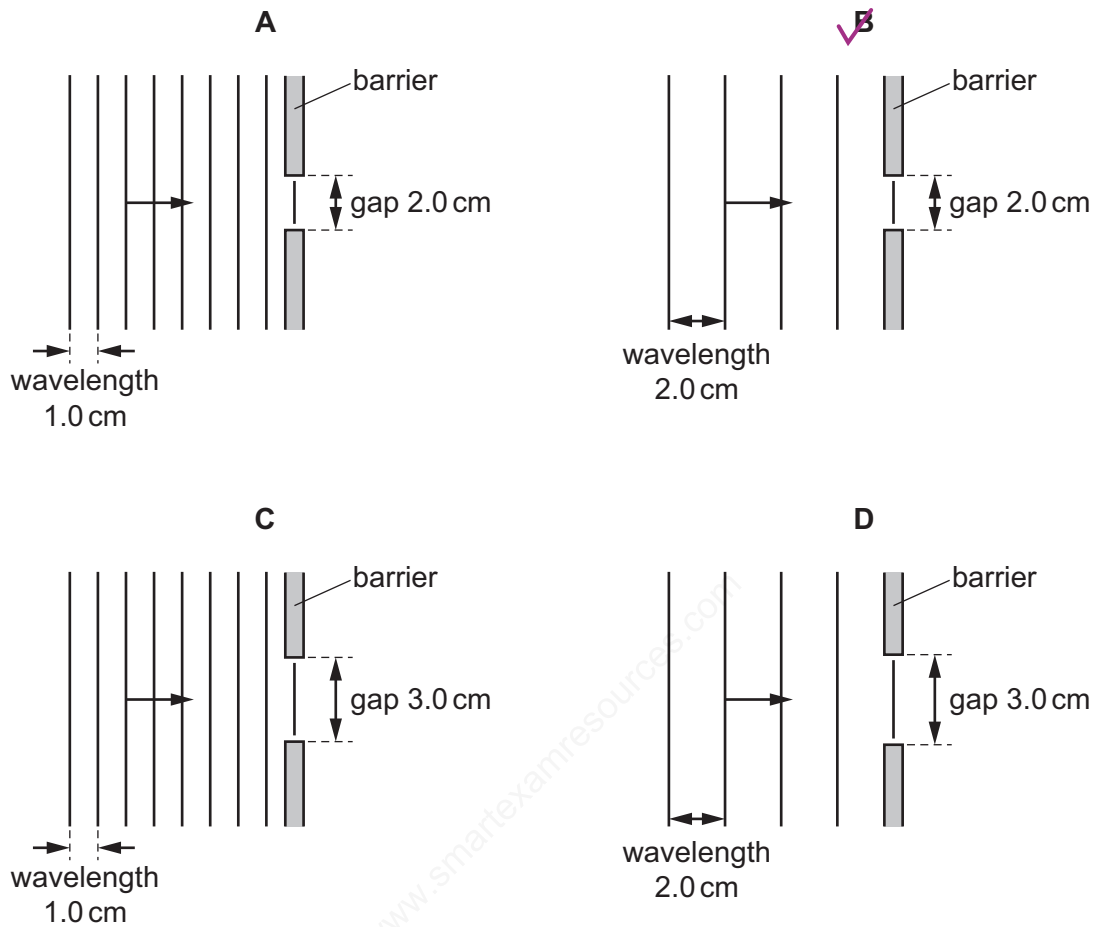 A
barrier
gap 2.0 cm
wavelength
1.0 cm
B
barrier
gap 2.0 cm
wavelength
2.0 cm
C
barrier
gap 3.0 cm
wavelength
1.0 cm
D
barrier
gap 3.0 cm
wavelength
2.0 cm
www.smartexamresources.com